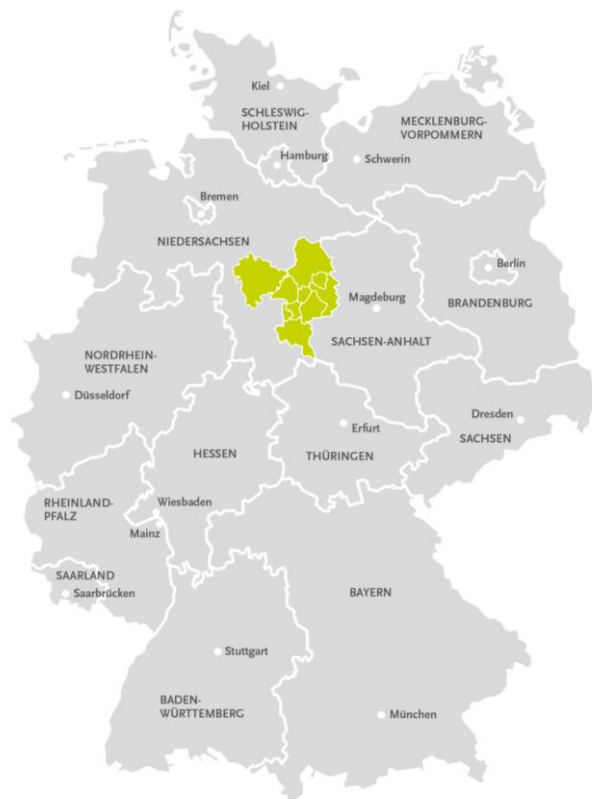 Kiel
SCHLESWIG-
HOLSTEIN
MECKLENBURG-
VORPOMMERN
Hamburg
Schwerin
Bremen
NIEDERSACHSEN
Berlin
BRANDENBURG
Magdeburg
SACHSEN-ANHALT
NORDRHEIN-
WESTFALEN
Düsseldorf
Dresden
SACHSEN
Erfurt
THÜRINGEN
HESSEN
RHEINLAND-
PFALZ
Wiesbaden
Mainz
SAARLAND
Saarbrücken
BAYERN
Stuttgart
BADEN-
WÜRTTEMBERG
München